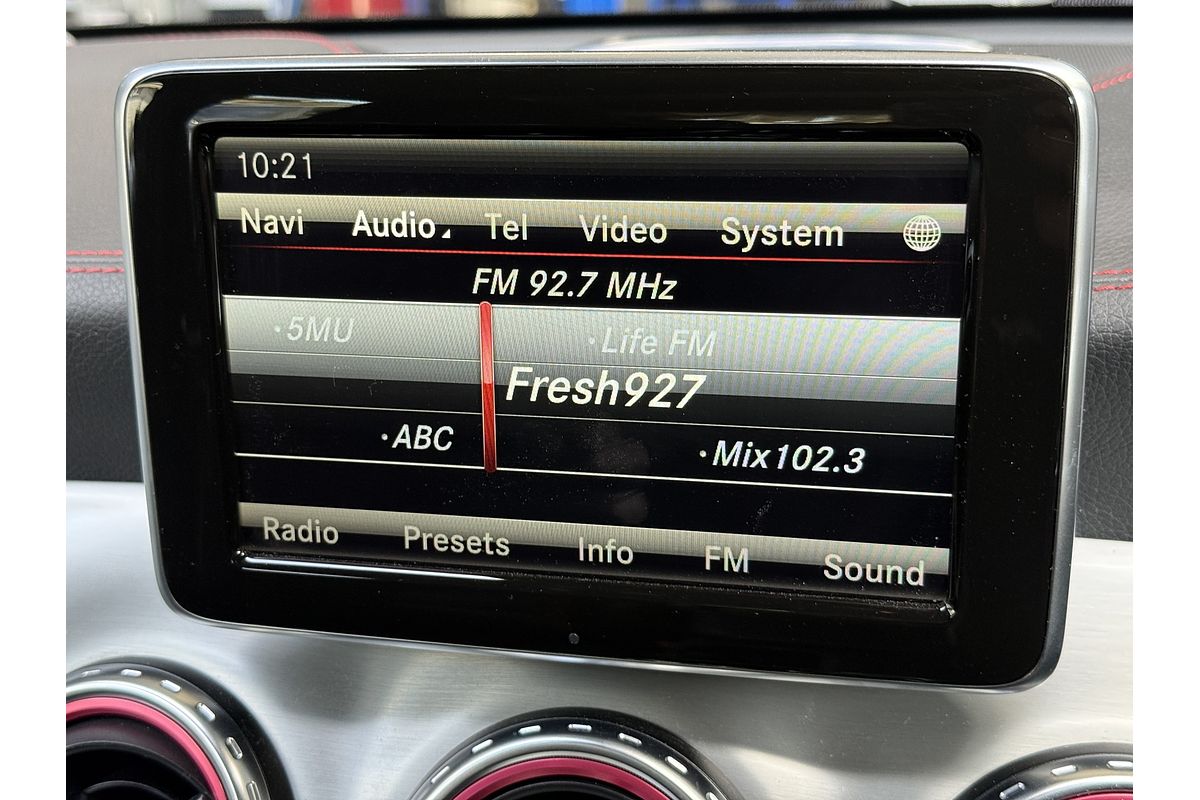 10:21
Navi Audio Tel Video System
FM 92.7 MHz
·5MU ·Life FM
Fresh927
·ABC ·Mix102.3
Radio Presets Info FM Sound